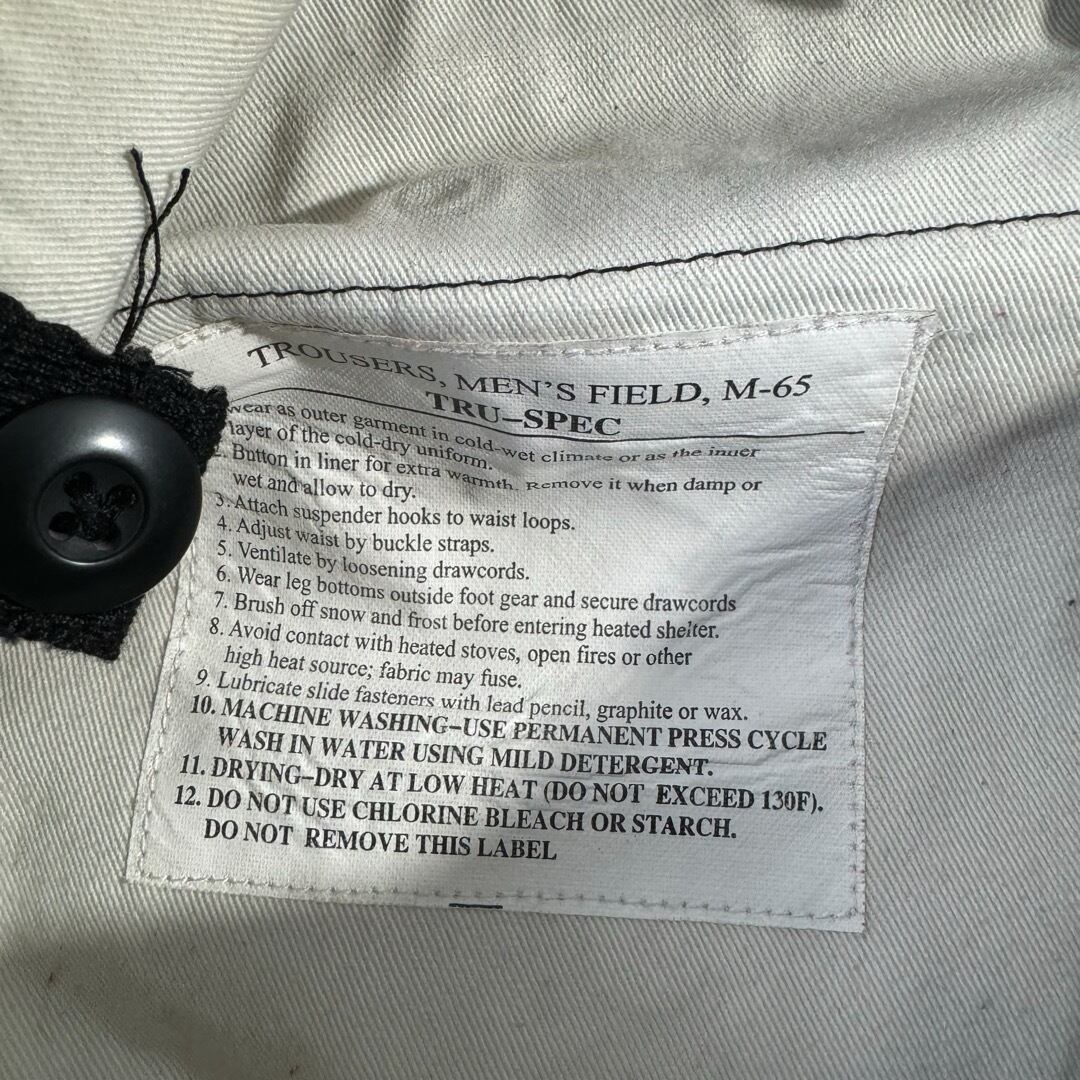 TROUSERS, MEN'S FIELD, M-65
TRU-SPEC
wear as outer garment in cold-wet climate or as the inner
layer of the cold-dry uniform.
Button in liner for extra warmth. Remove it when damp or
wet and allow to dry.
3. Attach suspender hooks to waist loops.
4. Adjust waist by buckle straps.
5. Ventilate by loosening drawcords.
6. Wear leg bottoms outside foot gear and secure drawcords
7. Brush off snow and frost before entering heated shelter.
8. Avoid contact with heated stoves, open fires or other
high heat source; fabric may fuse.
9. Lubricate slide fasteners with lead pencil, graphite or wax.
10. MACHINE WASHING-USE PERMANENT PRESS CYCLE
WASH IN WATER USING MILD DETERGENT.
11. DRYING-DRY AT LOW HEAT (DO NOT EXCEED 130F).
12. DO NOT USE CHLORINE BLEACH OR STARCH.
DO NOT REMOVE THIS LABEL